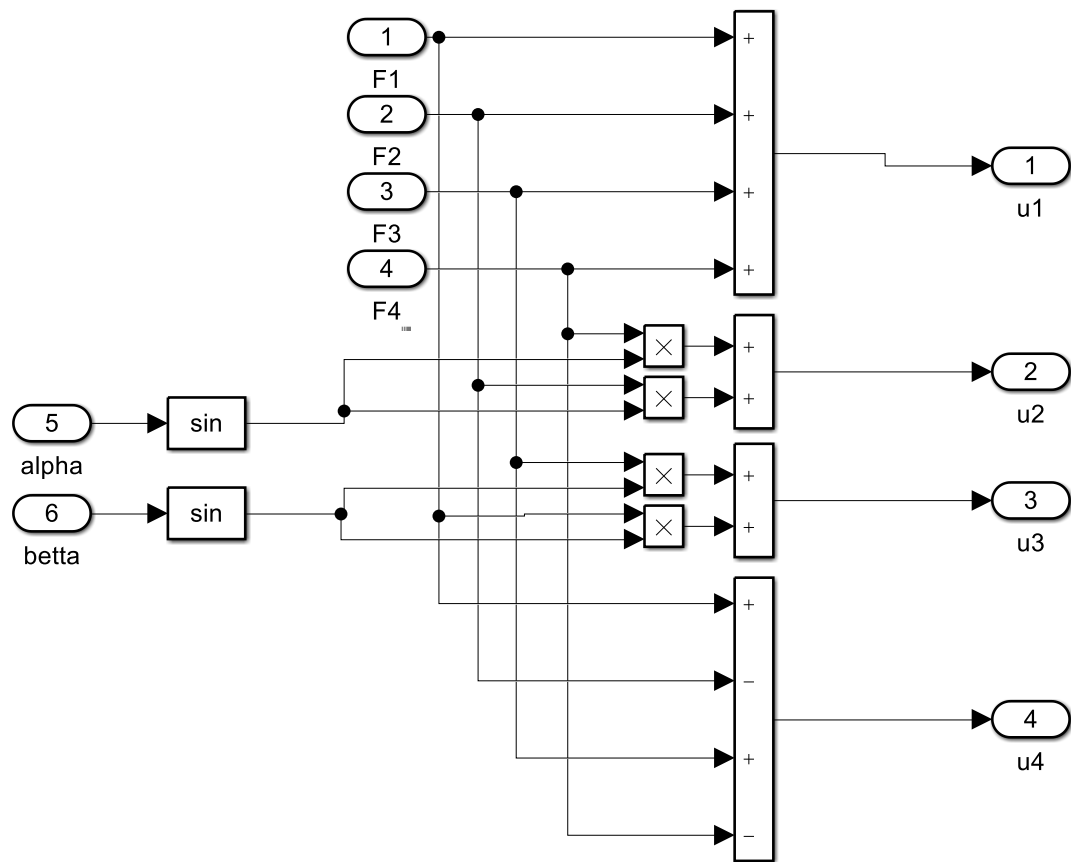 1
+
F1
2
+
F2
3
+
1
u1
F3
4
+
F4
×
+
2
u2
×
+
5
sin
alpha
×
+
3
u3
6
sin
betta
×
+
+
−
4
u4
+
−